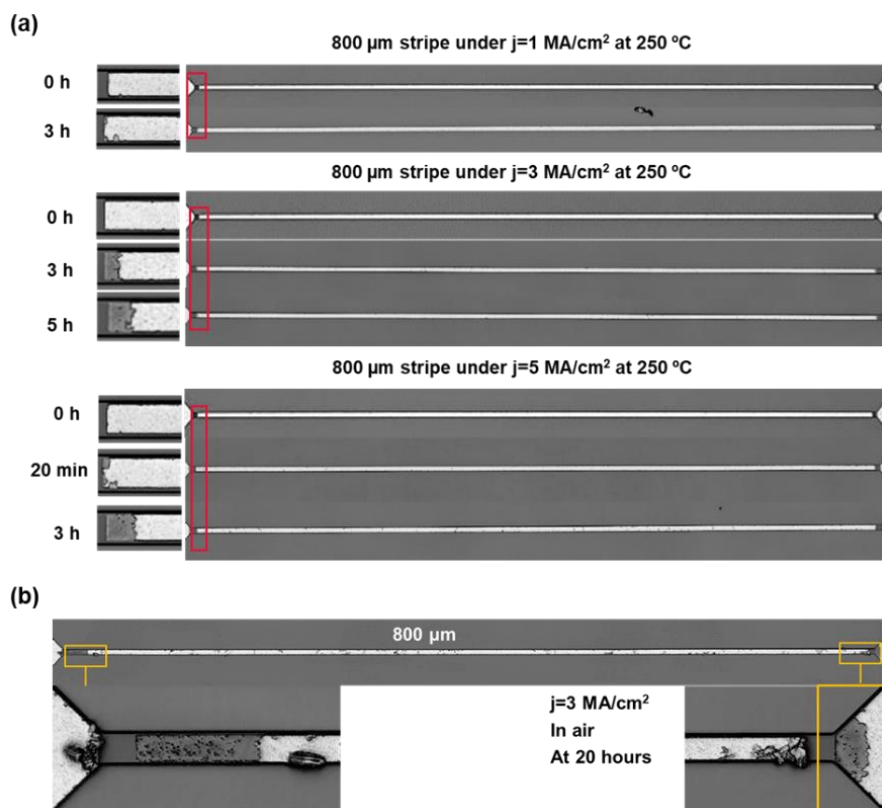 (a)
800 µm stripe under j=1 MA/cm² at 250 ºC
0 h
3 h
800 µm stripe under j=3 MA/cm² at 250 ºC
0 h
3 h
5 h
800 µm stripe under j=5 MA/cm² at 250 ºC
0 h
20 min
3 h
(b)
800 µm
j=3 MA/cm²
In air
At 20 hours